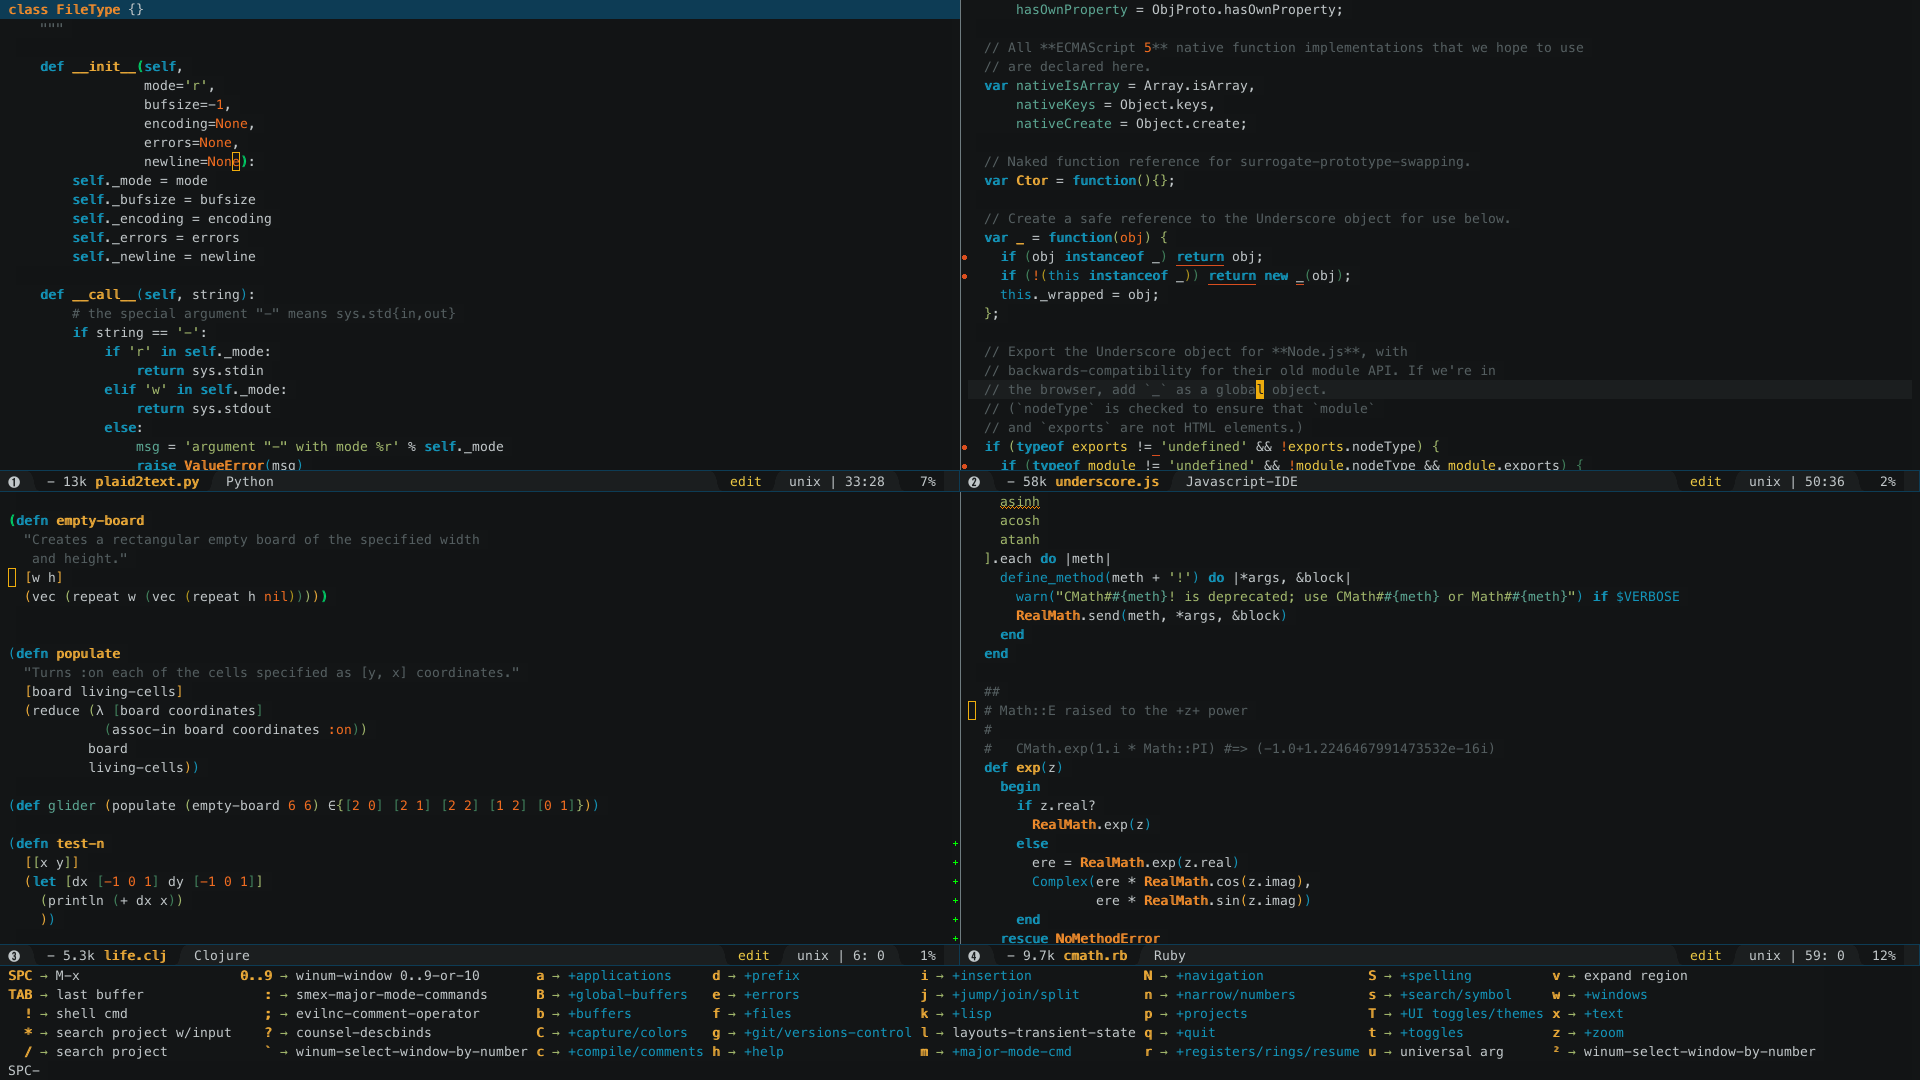 class FileType {}
"""
def __init__(self,
mode='r',
bufsize=-1,
encoding=None,
errors=None,
newline=None):
self._mode = mode
self._bufsize = bufsize
self._encoding = encoding
self._errors = errors
self._newline = newline
def __call__(self, string):
# the special argument "-" means sys.std{in,out}
if string == '-':
if 'r' in self._mode:
return sys.stdin
elif 'w' in self._mode:
return sys.stdout
else:
msg = 'argument "-" with mode %r' % self._mode
raise ValueError(msg)
❶ - 13k plaid2text.py Python edit unix | 33:28 7%
hasOwnProperty = ObjProto.hasOwnProperty;
// All **ECMAScript 5** native function implementations that we hope to use
// are declared here.
var nativeIsArray = Array.isArray,
nativeKeys = Object.keys,
nativeCreate = Object.create;
// Naked function reference for surrogate-prototype-swapping.
var Ctor = function(){};
// Create a safe reference to the Underscore object for use below.
var _ = function(obj) {
if (obj instanceof _) return obj;
if (!(this instanceof _)) return new _(obj);
this._wrapped = obj;
};
// Export the Underscore object for **Node.js**, with
// backwards-compatibility for their old module API. If we're in
// the browser, add `_` as a global object.
// (`nodeType` is checked to ensure that `module`
// and `exports` are not HTML elements.)
if (typeof exports != 'undefined' && !exports.nodeType) {
if (typeof module != 'undefined' && !module.nodeType && module.exports) {
❷ - 58k underscore.js Javascript-IDE edit unix | 50:36 2%
(defn empty-board
"Creates a rectangular empty board of the specified width
and height."
[w h]
(vec (repeat w (vec (repeat h nil)))))
(defn populate
"Turns :on each of the cells specified as [y, x] coordinates."
[board living-cells]
(reduce (λ [board coordinates]
(assoc-in board coordinates :on))
board
living-cells))
(def glider (populate (empty-board 6 6) ∈{[2 0] [2 1] [2 2] [1 2] [0 1]}))
(defn test-n
[[x y]]
(let [dx [-1 0 1] dy [-1 0 1]]
(println (+ dx x))
))
❸ - 5.3k life.clj Clojure edit unix | 6: 0 1%
asinh
acosh
atanh
].each do |meth|
define_method(meth + '!') do |*args, &block|
warn("CMath##{meth}! is deprecated; use CMath##{meth} or Math##{meth}") if $VERBOSE
RealMath.send(meth, *args, &block)
end
end
##
# Math::E raised to the +z+ power
#
# CMath.exp(1.i * Math::PI) #=> (-1.0+1.2246467991473532e-16i)
def exp(z)
begin
if z.real?
RealMath.exp(z)
+ else
+ ere = RealMath.exp(z.real)
+ Complex(ere * RealMath.cos(z.imag),
+ ere * RealMath.sin(z.imag))
+ end
+ rescue NoMethodError
❹ - 9.7k cmath.rb Ruby edit unix | 59: 0 12%
SPC → M-x 0..9 → winum-window 0..9-or-10 a → +applications d → +prefix i → +insertion N → +navigation S → +spelling v → expand region
TAB → last buffer : → smex-major-mode-commands B → +global-buffers e → +errors j → +jump/join/split n → +narrow/numbers s → +search/symbol w → +windows
! → shell cmd ; → evilnc-comment-operator b → +buffers f → +files k → +lisp p → +projects T → +UI toggles/themes x → +text
* → search project w/input ? → counsel-descbinds C → +capture/colors g → +git/versions-control l → layouts-transient-state q → +quit t → +toggles z → +zoom
/ → search project ` → winum-select-window-by-number c → +compile/comments h → +help m → +major-mode-cmd r → +registers/rings/resume u → universal arg ² → winum-select-window-by-number
SPC-